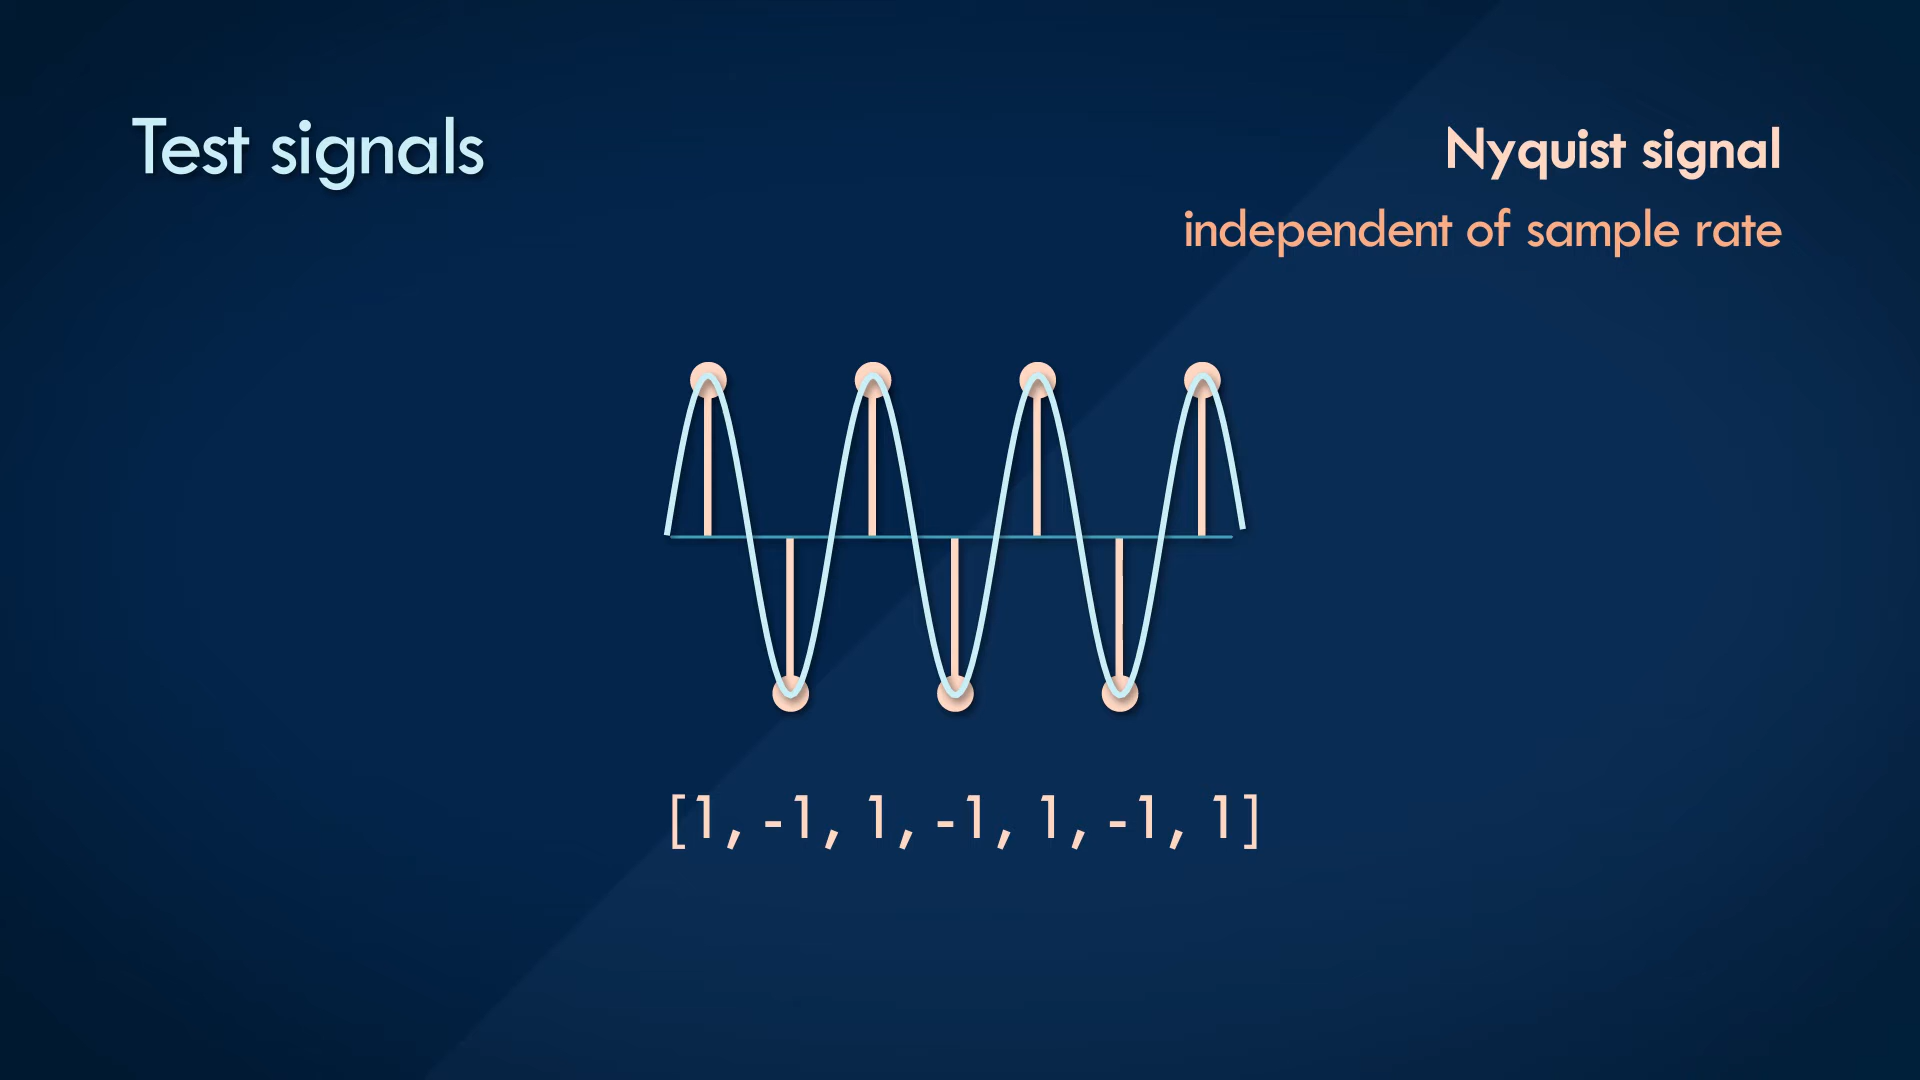 Test signals
Nyquist signal
independent of sample rate
[1, -1, 1, -1, 1, -1, 1]